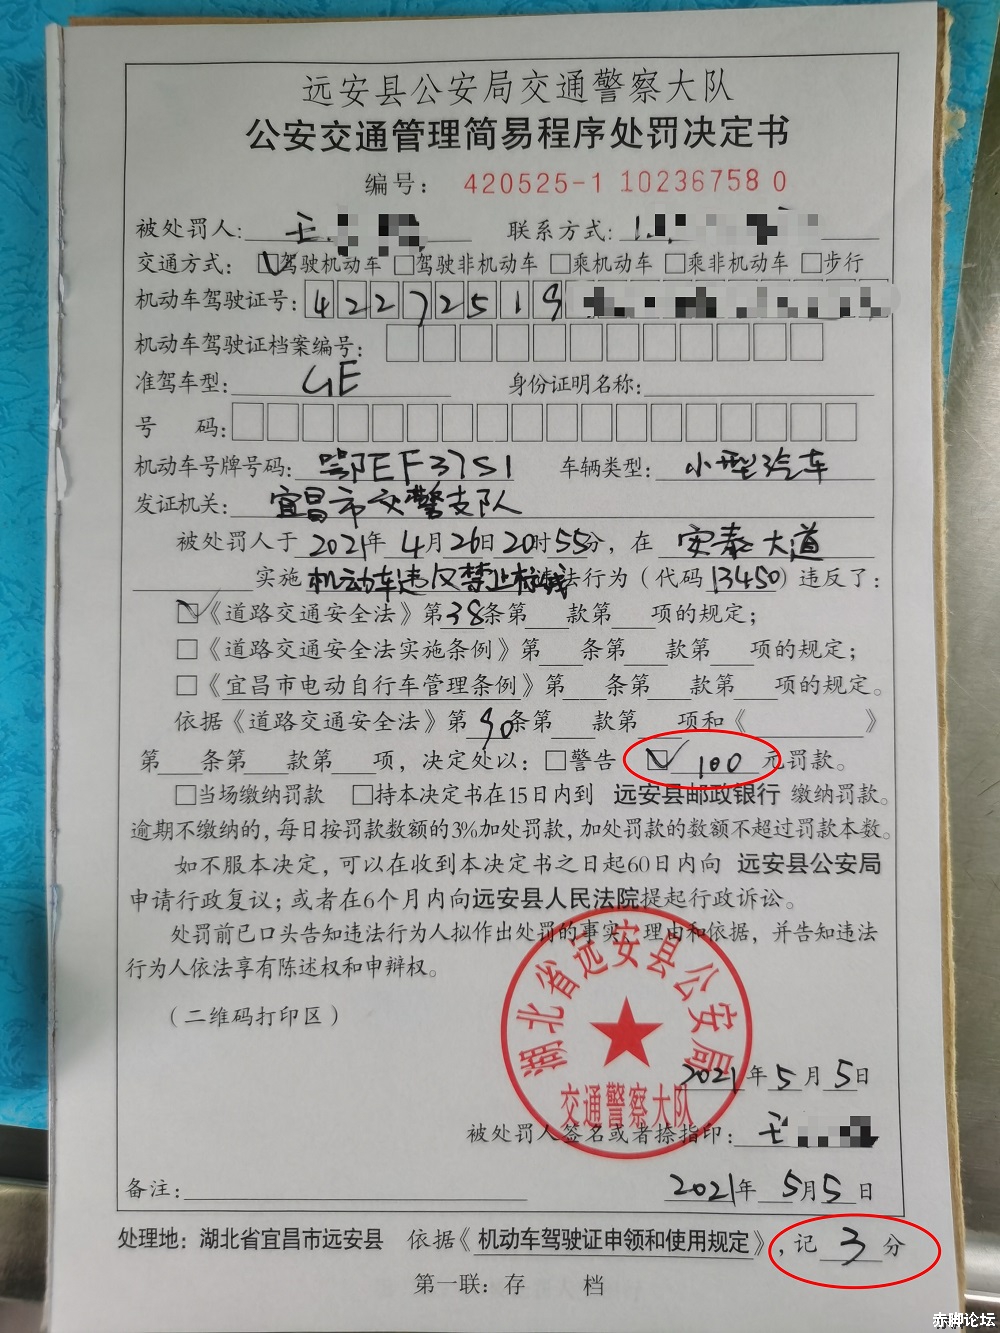 远安县公安局交通警察大队
公安交通管理简易程序处罚决定书
编号： 420525-1 10236758 0
被处罚人: 王 联系方式:
交通方式: ☑驾驶机动车 □驾驶非机动车 □乘机动车 □乘非机动车 □步行
机动车驾驶证号: 42272519
机动车驾驶证档案编号:
准驾车型: E 身份证明名称:
号 码:
机动车号牌号码: 鄂EF37S1 车辆类型: 小型汽车
发证机关: 宜昌市交警支队
被处罚人于 2021年 4月 26日 20时 55分，在 安泰大道
实施 机动车违反禁止标线 违法行为（代码 13450）违反了:
☑《道路交通安全法》第38条第 款第 项的规定；
□《道路交通安全法实施条例》第 条第 款第 项的规定；
□《宜昌市电动自行车管理条例》第 条第 款第 项的规定。
依据《道路交通安全法》第90条第 款第 项和《 》
第 条第 款第 项，决定处以: □警告 ☑ 100 元罚款。
□当场缴纳罚款 □持本决定书在15日内到 远安县邮政银行 缴纳罚款。
逾期不缴纳的，每日按罚款数额的3%加处罚款，加处罚款的数额不超过罚款本数。
如不服本决定，可以在收到本决定书之日起60日内向 远安县公安局
申请行政复议；或者在6个月内向远安县人民法院提起行政诉讼。
处罚前已口头告知违法行为人拟作出处罚的事实、理由和依据，并告知违法
行为人依法享有陈述权和申辩权。
（二维码打印区）
湖北省远安县公安局
交通警察大队
2021年 5月 5日
被处罚人签名或者捺指印: 王
2021年 5月 5日
备注:
处理地: 湖北省宜昌市远安县 依据《机动车驾驶证申领和使用规定》，记 3 分
第一联: 存 档
赤脚论坛